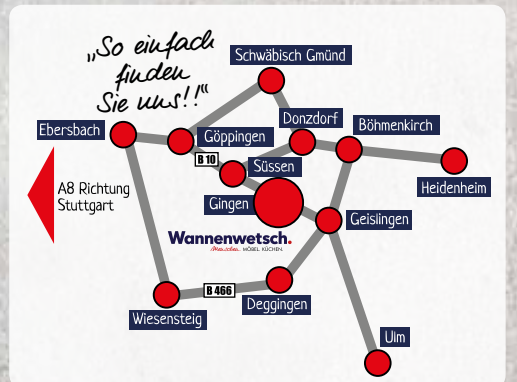 „So einfach
finden
Sie uns!!“
Schwäbisch Gmünd
Donzdorf
Böhmenkirch
Ebersbach
Göppingen
B 10
Süssen
Heidenheim
A8 Richtung
Stuttgart
Gingen
Geislingen
Wannenwetsch.
Menschen. MÖBEL. KÜCHEN.
B 466
Deggingen
Wiesensteig
Ulm